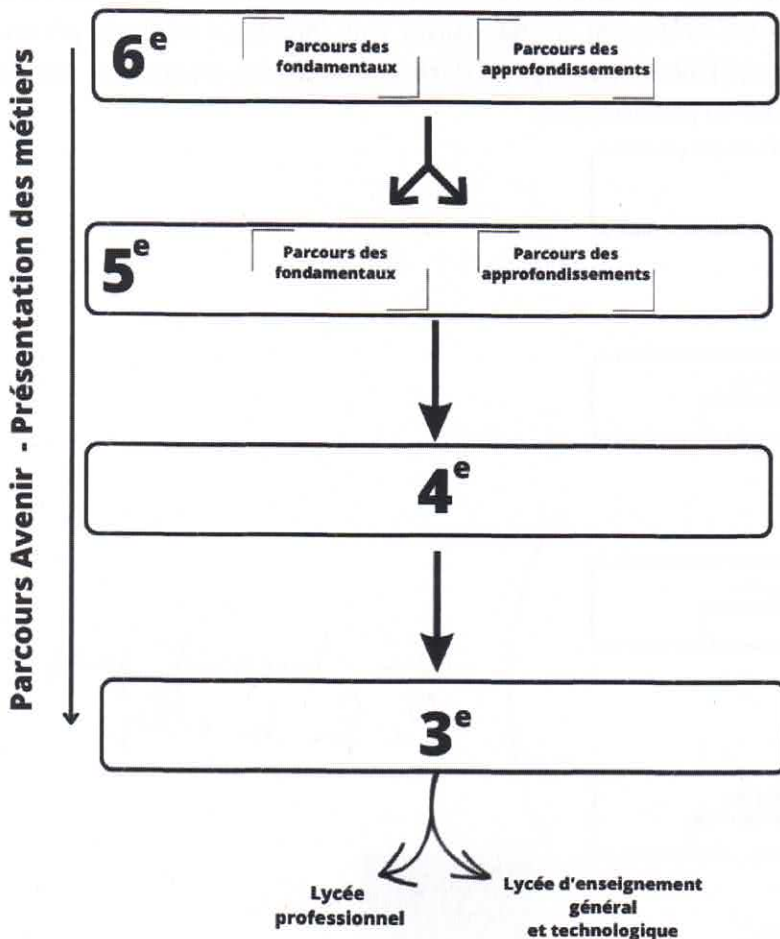 Parcours Avenir - Présentation des métiers
6e
Parcours des
fondamentaux
Parcours des
approfondissements
5e
Parcours des
fondamentaux
Parcours des
approfondissements
4e
3e
Lycée
professionnel
Lycée d'enseignement
général
et technologique